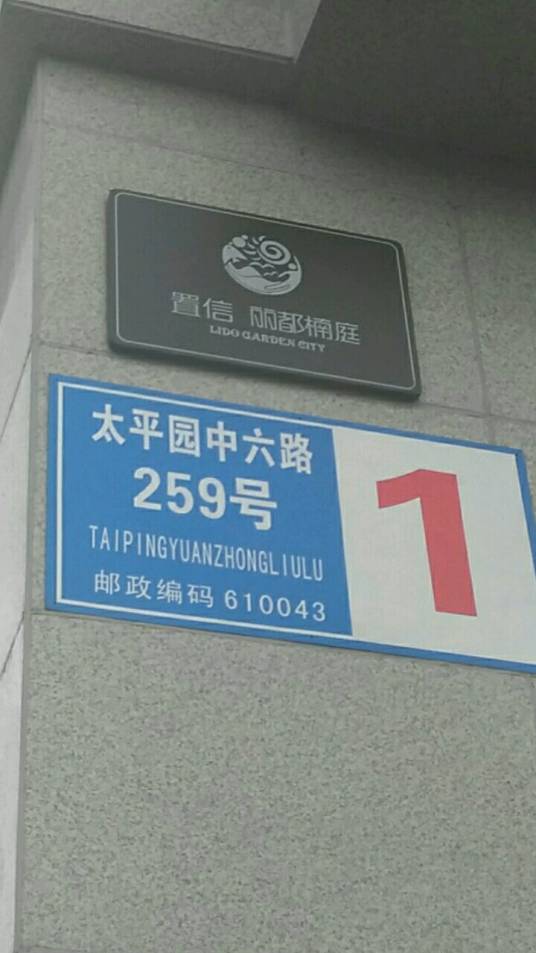 置信 丽都楠庭
LIDO GARDEN CITY
太平园中六路
259号
TAIPINGYUANZHONGLIULU
邮政编码 610043
1